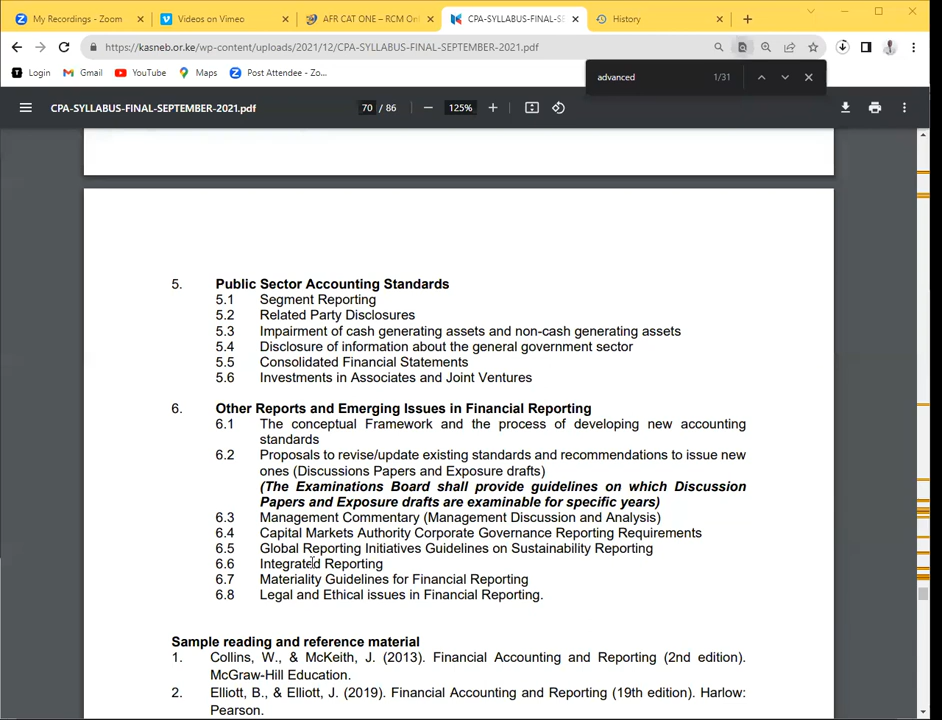 My Recordings - Zoom
Videos on Vimeo
AFR CAT ONE – RCM On
CPA-SYLLABUS-FINAL-SEPTEMBER
History
https://kasneb.or.ke/wp-content/uploads/2021/12/CPA-SYLLABUS-FINAL-SEPTEMBER-2021.pdf
Login
Gmail
YouTube
Maps
Post Attendee - Zo...
advanced
1/31
CPA-SYLLABUS-FINAL-SEPTEMBER-2021.pdf
70 / 86
125%
5. Public Sector Accounting Standards
5.1 Segment Reporting
5.2 Related Party Disclosures
5.3 Impairment of cash generating assets and non-cash generating assets
5.4 Disclosure of information about the general government sector
5.5 Consolidated Financial Statements
5.6 Investments in Associates and Joint Ventures
6. Other Reports and Emerging Issues in Financial Reporting
6.1 The conceptual Framework and the process of developing new accounting
standards
6.2 Proposals to revise/update existing standards and recommendations to issue new
ones (Discussions Papers and Exposure drafts)
(The Examinations Board shall provide guidelines on which Discussion
Papers and Exposure drafts are examinable for specific years)
6.3 Management Commentary (Management Discussion and Analysis)
6.4 Capital Markets Authority Corporate Governance Reporting Requirements
6.5 Global Reporting Initiatives Guidelines on Sustainability Reporting
6.6 Integrated Reporting
6.7 Materiality Guidelines for Financial Reporting
6.8 Legal and Ethical issues in Financial Reporting.
Sample reading and reference material
1. Collins, W., & McKeith, J. (2013). Financial Accounting and Reporting (2nd edition).
McGraw-Hill Education.
2. Elliott, B., & Elliott, J. (2019). Financial Accounting and Reporting (19th edition). Harlow:
Pearson.